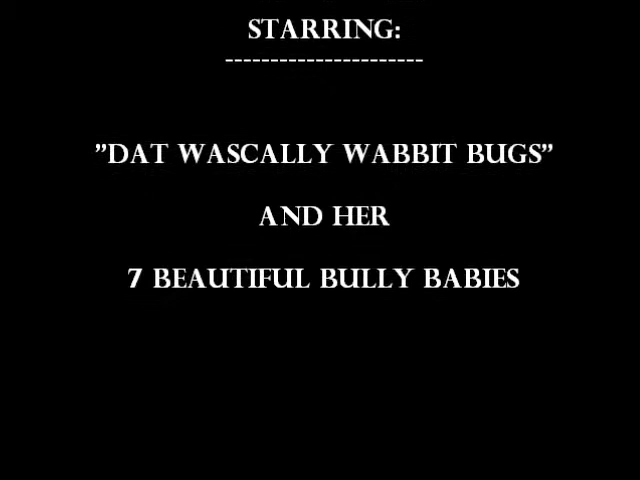 STARRING:
----------------------
"DAT WASCALLY WABBIT BUGS"
AND HER
7 BEAUTIFUL BULLY BABIES